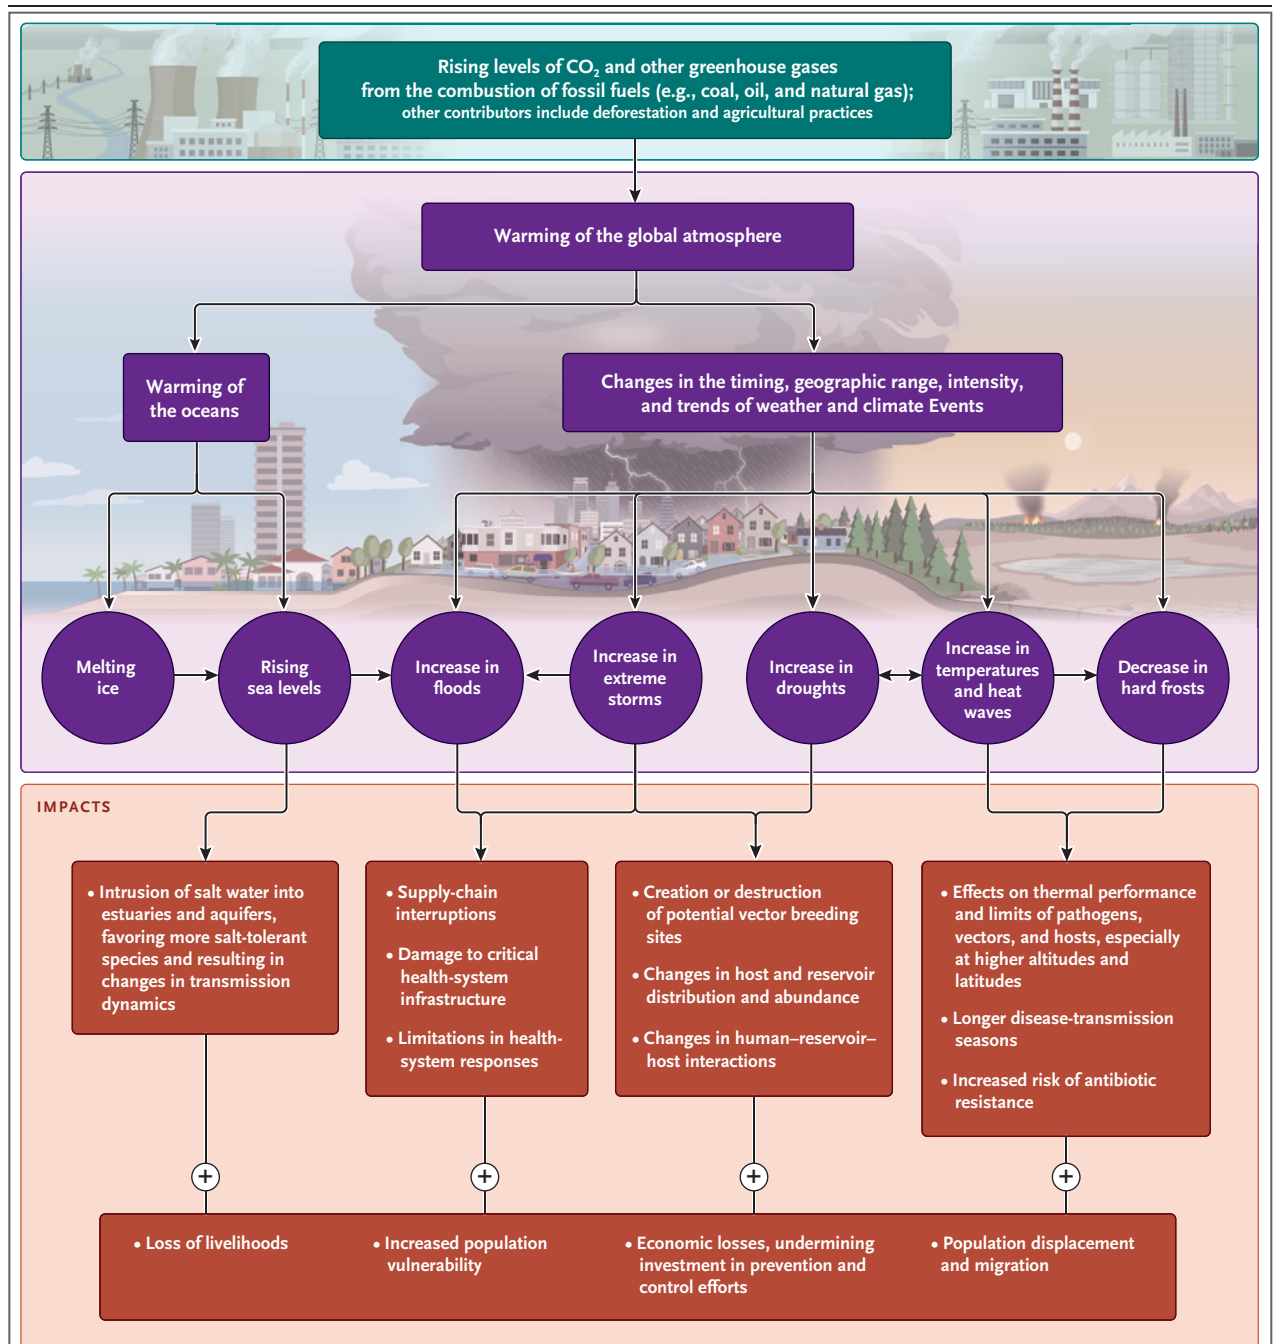 Rising levels of CO₂ and other greenhouse gases
from the combustion of fossil fuels (e.g., coal, oil, and natural gas);
other contributors include deforestation and agricultural practices
Warming of the global atmosphere
Warming of
the oceans
Changes in the timing, geographic range, intensity,
and trends of weather and climate Events
Melting
ice
Rising
sea levels
Increase in
floods
Increase in
extreme
storms
Increase in
droughts
Increase in
temperatures
and heat
waves
Decrease in
hard frosts
IMPACTS
• Intrusion of salt water into
estuaries and aquifers,
favoring more salt-tolerant
species and resulting in
changes in transmission
dynamics
• Supply-chain
interruptions
• Damage to critical
health-system
infrastructure
• Limitations in health-
system responses
• Creation or destruction
of potential vector breeding
sites
• Changes in host and reservoir
distribution and abundance
• Changes in human–reservoir–
host interactions
• Effects on thermal performance
and limits of pathogens,
vectors, and hosts, especially
at higher altitudes and
latitudes
• Longer disease-transmission
seasons
• Increased risk of antibiotic
resistance
+
+
+
+
• Loss of livelihoods
• Increased population
vulnerability
• Economic losses, undermining
investment in prevention and
control efforts
• Population displacement
and migration